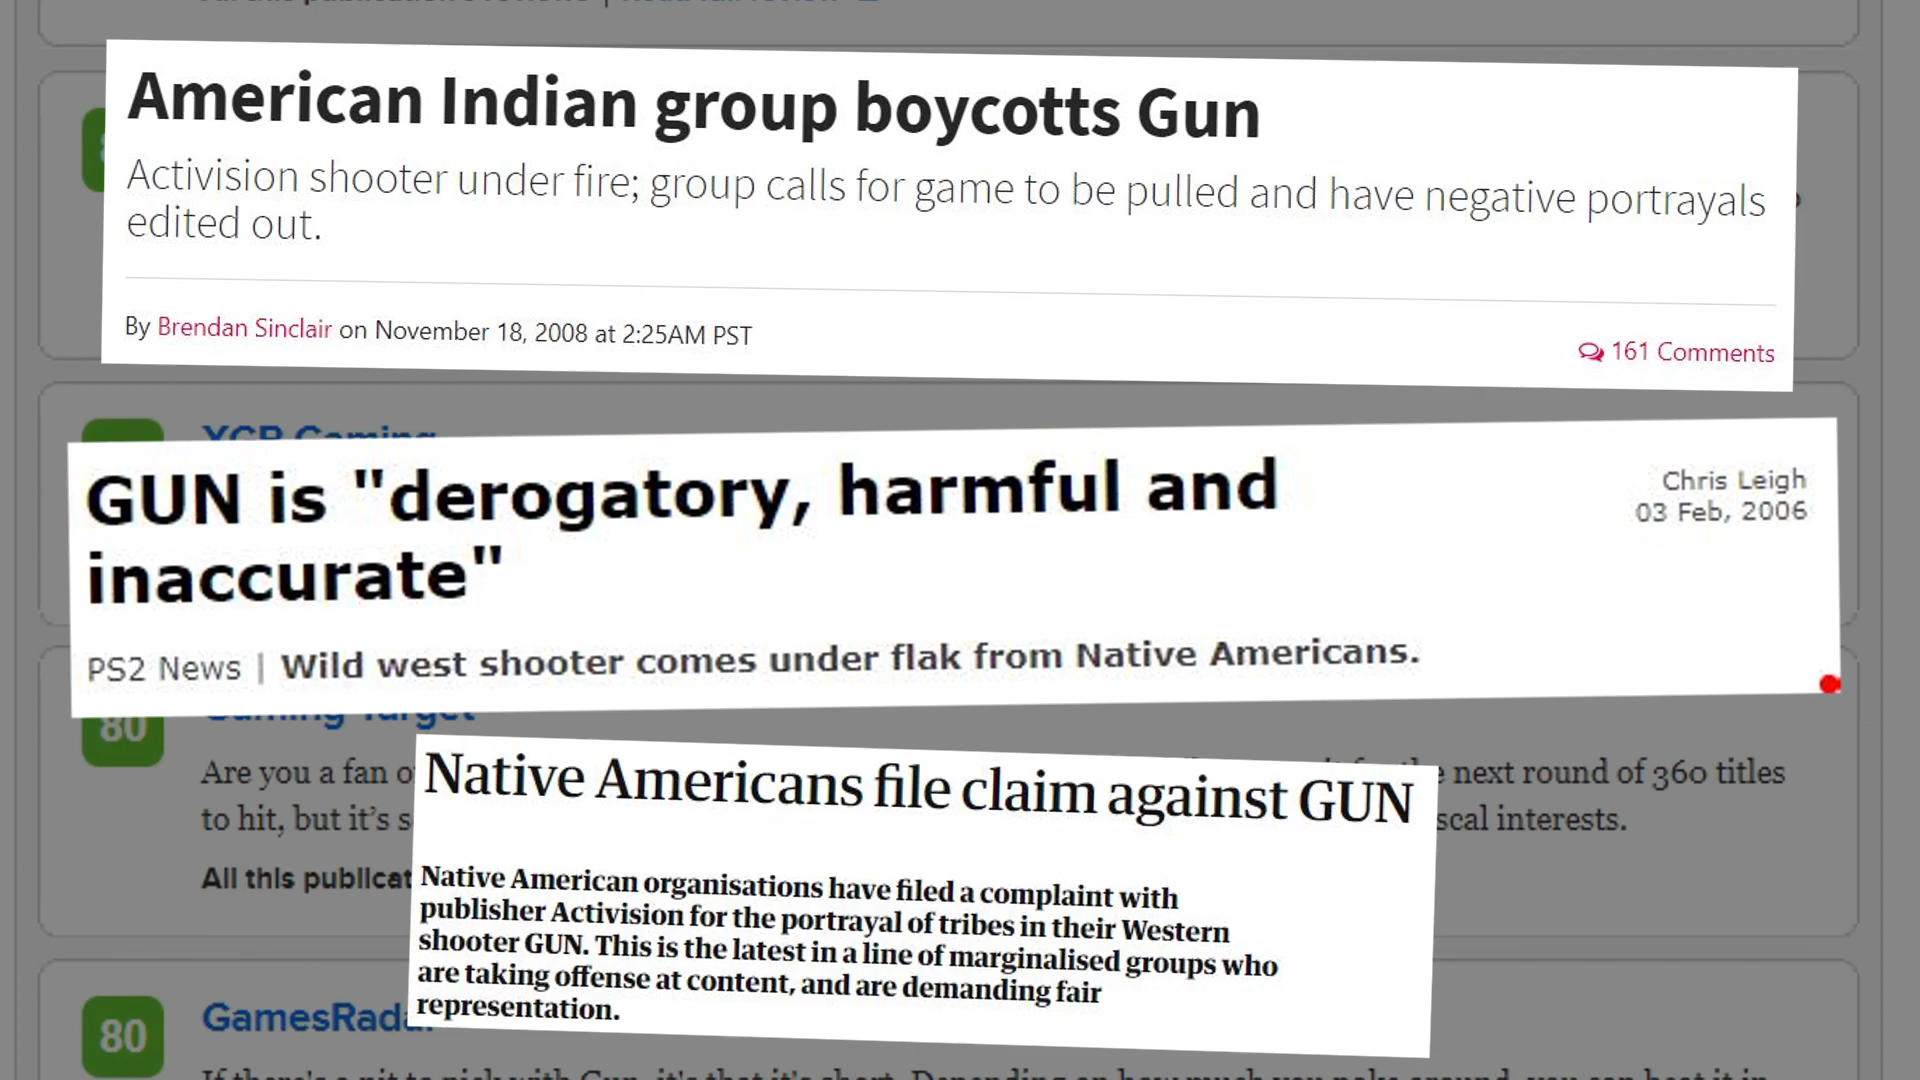 American Indian group boycotts Gun
Activision shooter under fire; group calls for game to be pulled and have negative portrayals
edited out.
By Brendan Sinclair on November 18, 2008 at 2:25AM PST
161 Comments
GUN is "derogatory, harmful and
inaccurate"
Chris Leigh
03 Feb, 2006
PS2 News | Wild west shooter comes under flak from Native Americans.
80
Gaming Target
Are you a fan o
next round of 360 titles
to hit, but it's s
scal interests.
All this publicat
Native Americans file claim against GUN
Native American organisations have filed a complaint with
publisher Activision for the portrayal of tribes in their Western
shooter GUN. This is the latest in a line of marginalised groups who
are taking offense at content, and are demanding fair
representation.
80
GamesRadar